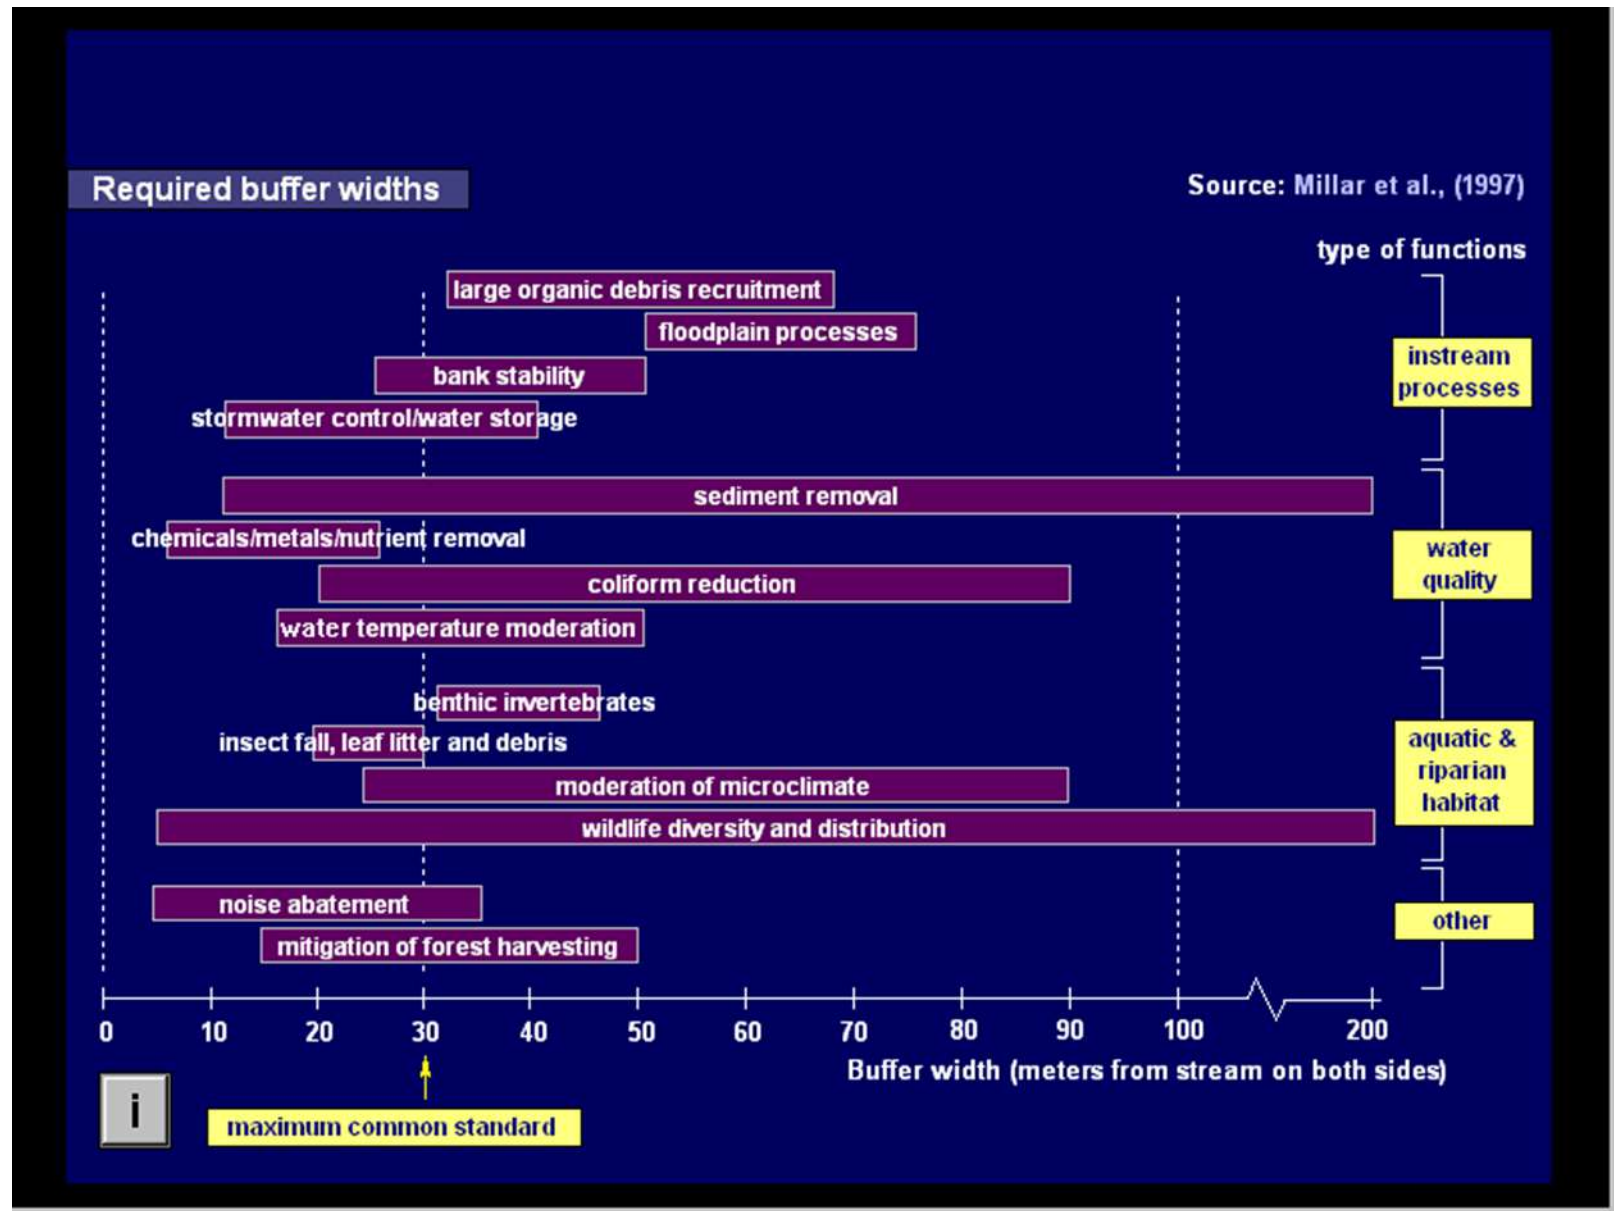 Required buffer widths
Source: Millar et al., (1997)
type of functions
large organic debris recruitment
floodplain processes
bank stability
stormwater control/water storage
instream
processes
sediment removal
chemicals/metals/nutrient removal
coliform reduction
water temperature moderation
water
quality
benthic invertebrates
insect fall, leaf litter and debris
moderation of microclimate
wildlife diversity and distribution
aquatic &
riparian
habitat
noise abatement
mitigation of forest harvesting
other
0 10 20 30 40 50 60 70 80 90 100 200
Buffer width (meters from stream on both sides)
i
maximum common standard